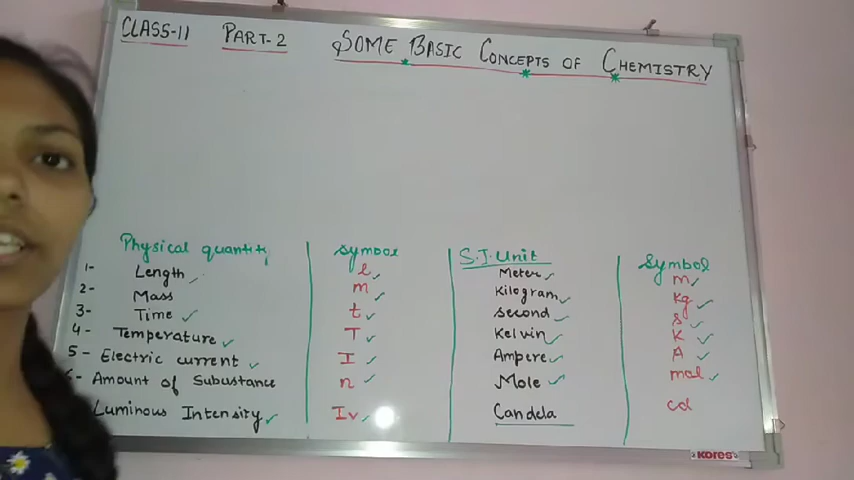 CLASS-11 PART-2 SOME BASIC CONCEPTS OF CHEMISTRY
Physical quantity symbol S.I. Unit symbol
1- Length l Meter m
2- Mass m Kilogram kg
3- Time t second s
4- Temperature T Kelvin K
5- Electric current I Ampere A
6- Amount of Subustance n Mole mol
Luminous Intensity Iv Candela cd
KORES